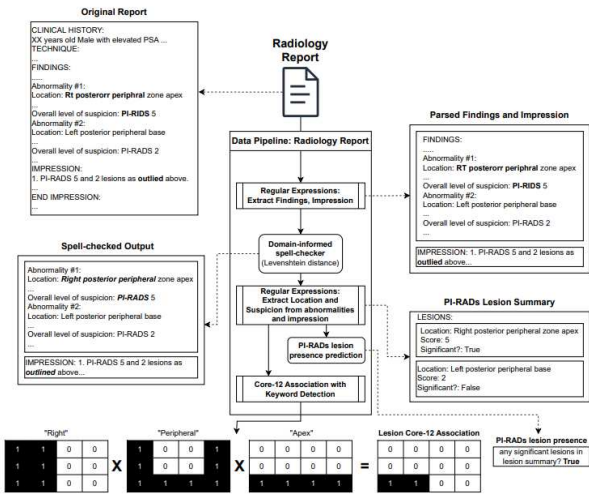 Original Report
CLINICAL HISTORY:
XX years old Male with elevated PSA ...
TECHNIQUE:
...
FINDINGS:
.....
Abnormality #1:
Location: Rt posterorr periphral zone apex
...
Overall level of suspicion: PI-RIDS 5
Abnormality #2:
Location: Left posterior peripheral base
...
Overall level of suspicion: PI-RADS 2
...
IMPRESSION:
1. PI-RADS 5 and 2 lesions as outlied above.
...
END IMPRESSION:
...
Radiology
Report
Data Pipeline: Radiology Report
Regular Expressions:
Extract Findings, Impression
Domain-informed
spell-checker
(Levenshtein distance)
Regular Expressions:
Extract Location and
Suspicion from abnormalities
and impression
PI-RADs lesion
presence prediction
Core-12 Association with
Keyword Detection
Parsed Findings and Impression
FINDINGS:
.....
Abnormality #1:
Location: RT posterorr periphral zone apex
...
Overall level of suspicion: PI-RIDS 5
Abnormality #2:
Location: Left posterior peripheral base
...
Overall level of suspicion: PI-RADS 2
IMPRESSION: 1. PI-RADS 5 and 2 lesions as
outlied above...
Spell-checked Output
Abnormality #1:
Location: Right posterior peripheral zone apex
...
Overall level of suspicion: PI-RADS 5
Abnormality #2:
Location: Left posterior peripheral base
...
Overall level of suspicion: PI-RADS 2
IMPRESSION: 1. PI-RADS 5 and 2 lesions as
outlined above...
PI-RADs Lesion Summary
LESIONS:
Location: Right posterior peripheral zone apex
Score: 5
Significant?: True
Location: Left posterior peripheral base
Score: 2
Significant?: False
"Right"
1 1 0 0
1 1 0 0
1 1 0 0
X
"Peripheral"
1 0 0 1
1 0 0 1
1 1 1 1
X
"Apex"
0 0 0 0
0 0 0 0
1 1 1 1
=
Lesion Core-12 Association
0 0 0 0
0 0 0 0
1 1 0 0
PI-RADs lesion presence
any significant lesions in
lesion summary? True